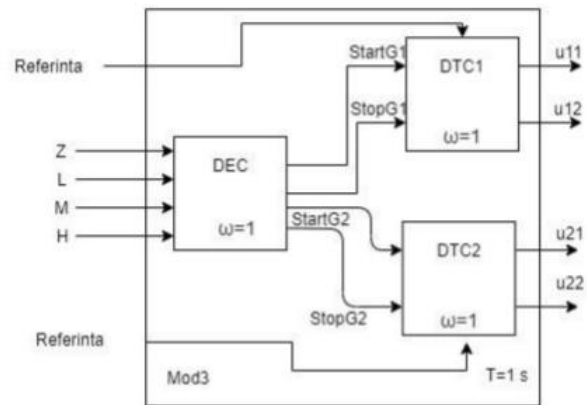 Referinta
StartG1
DTC1
u11
StopG1
u12
ω=1
Z
L
M
H
DEC
ω=1
StartG2
StopG2
DTC2
u21
u22
ω=1
Referinta
Mod3
T=1 s